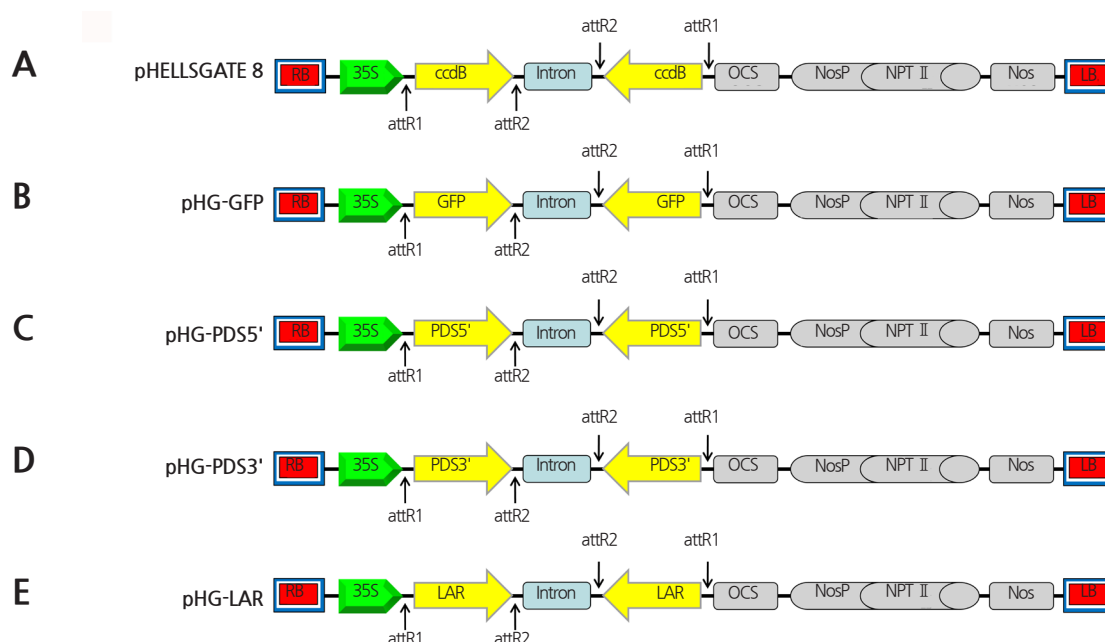 attR2 attR1
A pHELLSGATE 8 RB 35S ccdB Intron ccdB OCS NosP NPT II Nos LB
attR1 attR2
attR2 attR1
B pHG-GFP RB 35S GFP Intron GFP OCS NosP NPT II Nos LB
attR1 attR2
attR2 attR1
C pHG-PDS5' RB 35S PDS5' Intron PDS5' OCS NosP NPT II Nos LB
attR1 attR2
attR2 attR1
D pHG-PDS3' RB 35S PDS3' Intron PDS3' OCS NosP NPT II Nos LB
attR1 attR2
attR2 attR1
E pHG-LAR RB 35S LAR Intron LAR OCS NosP NPT II Nos LB
attR1 attR2